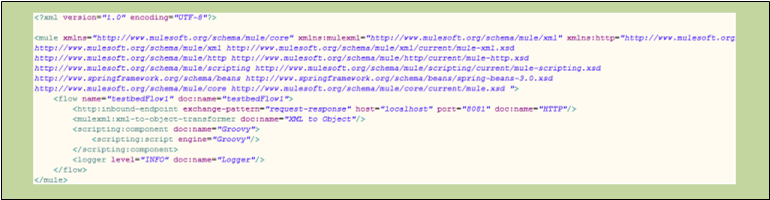 <?xml version="1.0" encoding="UTF-8"?>
<mule xmlns="http://www.mulesoft.org/schema/mule/core" xmlns:mulexml="http://www.mulesoft.org/schema/mule/xml" xmlns:http="http://www.mulesoft.org
http://www.mulesoft.org/schema/mule/xml http://www.mulesoft.org/schema/mule/xml/current/mule-xml.xsd
http://www.mulesoft.org/schema/mule/http http://www.mulesoft.org/schema/mule/http/current/mule-http.xsd
http://www.mulesoft.org/schema/mule/scripting http://www.mulesoft.org/schema/mule/scripting/current/mule-scripting.xsd
http://www.springframework.org/schema/beans http://www.springframework.org/schema/beans/spring-beans-3.0.xsd
http://www.mulesoft.org/schema/mule/core http://www.mulesoft.org/schema/mule/core/current/mule.xsd ">
<flow name="testbedFlow1" doc:name="testbedFlow1">
<http:inbound-endpoint exchange-pattern="request-response" host="localhost" port="8081" doc:name="HTTP"/>
<mulexml:xml-to-object-transformer doc:name="XML to Object"/>
<scripting:component doc:name="Groovy">
<scripting:script engine="Groovy"/>
</scripting:component>
<logger level="INFO" doc:name="Logger"/>
</flow>
</mule>